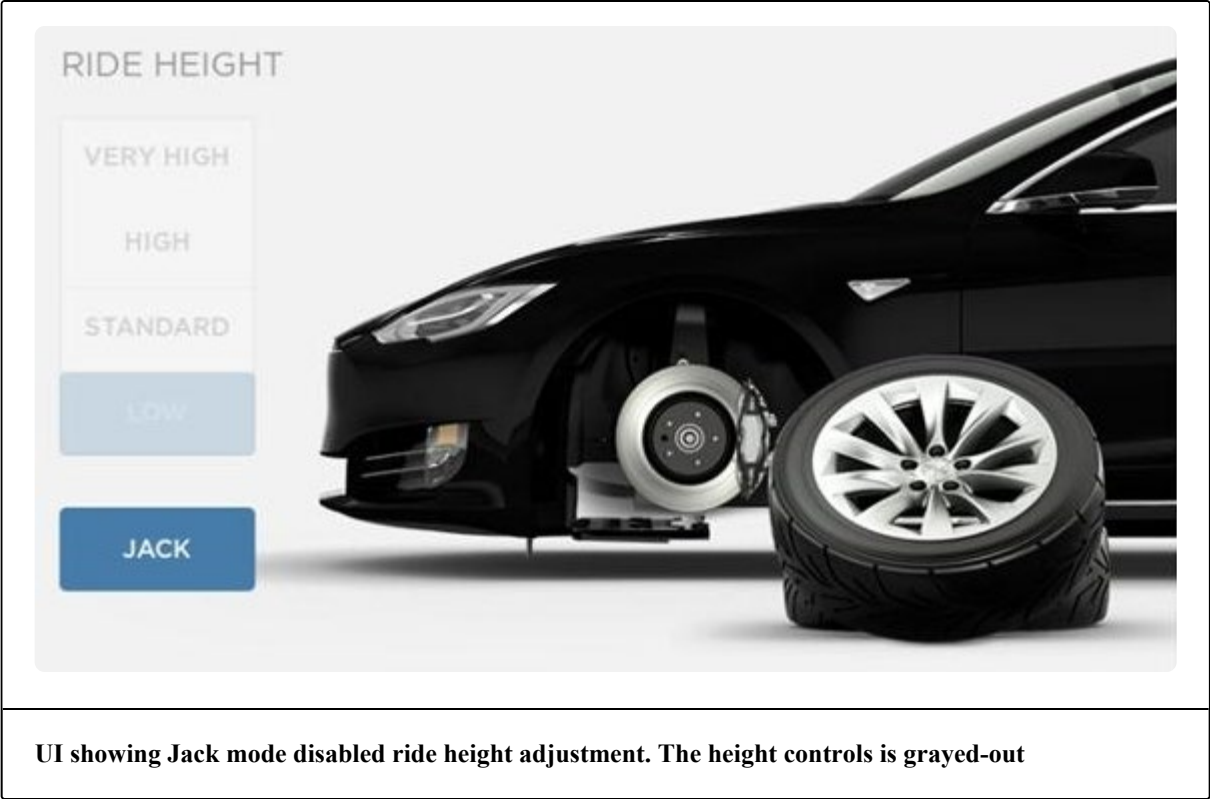 RIDE HEIGHT
VERY HIGH
HIGH
STANDARD
LOW
JACK
UI showing Jack mode disabled ride height adjustment. The height controls is grayed-out